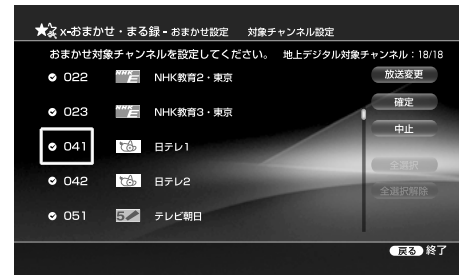 x-おまかせ・まる録 - おまかせ設定 対象チャンネル設定
おまかせ対象チャンネルを設定してください。 地上デジタル対象チャンネル：18/18
022 NHK E NHK教育2・東京
023 NHK E NHK教育3・東京
041 日テレ1
042 日テレ2
051 5 テレビ朝日
放送変更
確定
中止
全選択
全選択解除
戻る 終了